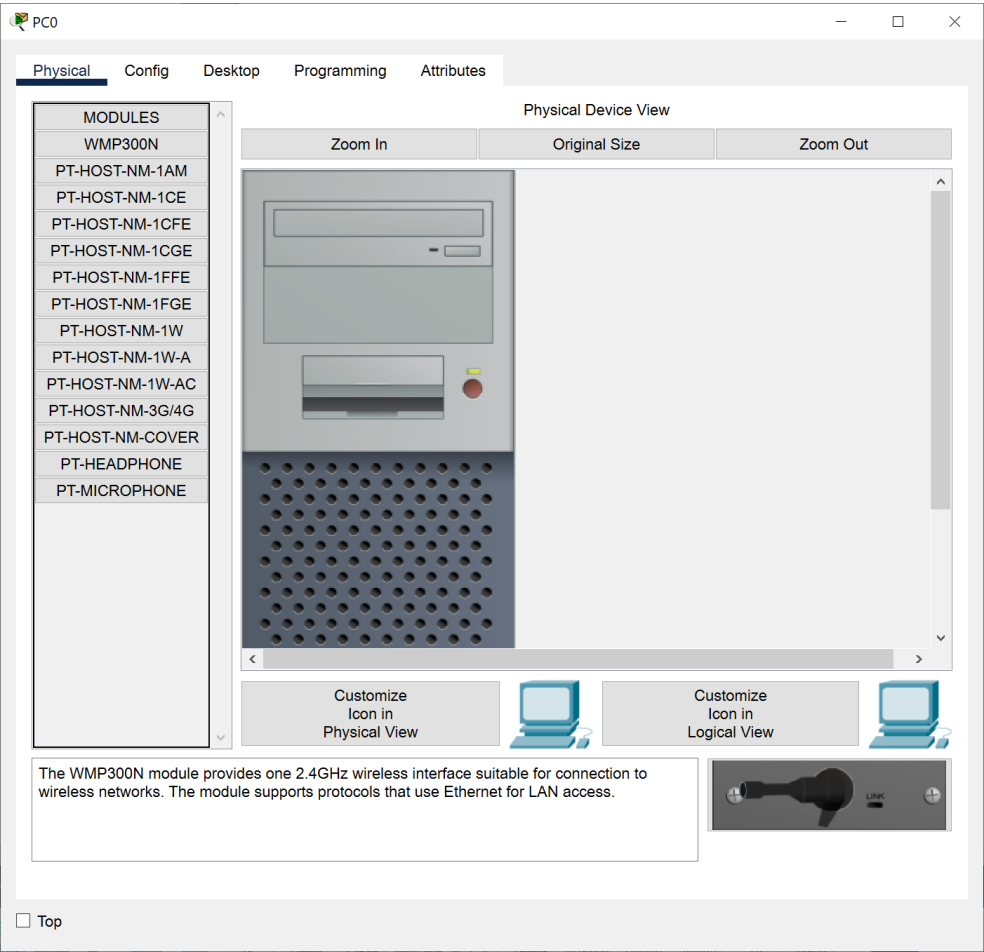 PC0
Physical
Config
Desktop
Programming
Attributes
MODULES
WMP300N
PT-HOST-NM-1AM
PT-HOST-NM-1CE
PT-HOST-NM-1CFE
PT-HOST-NM-1CGE
PT-HOST-NM-1FFE
PT-HOST-NM-1FGE
PT-HOST-NM-1W
PT-HOST-NM-1W-A
PT-HOST-NM-1W-AC
PT-HOST-NM-3G/4G
PT-HOST-NM-COVER
PT-HEADPHONE
PT-MICROPHONE
Physical Device View
Zoom In
Original Size
Zoom Out
Customize
Icon in
Physical View
Customize
Icon in
Logical View
The WMP300N module provides one 2.4GHz wireless interface suitable for connection to
wireless networks. The module supports protocols that use Ethernet for LAN access.
LINK
Top